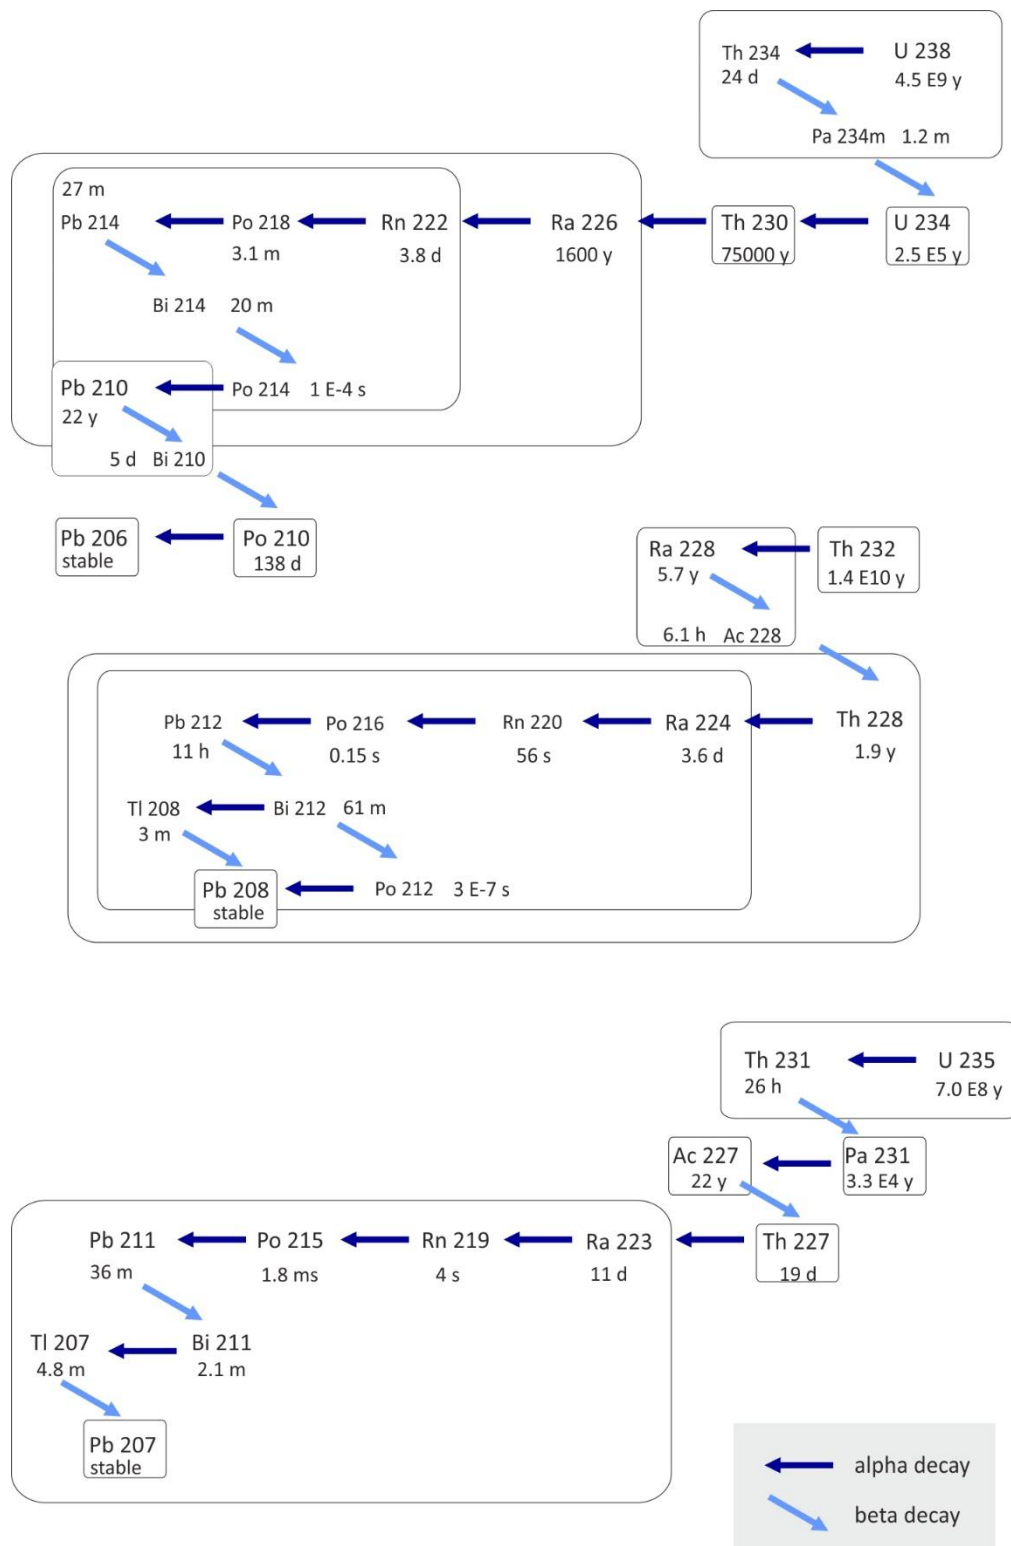 Th 234 U 238
24 d 4.5 E9 y
Pa 234m 1.2 m
27 m
Pb 214 Po 218 Rn 222 Ra 226 Th 230 U 234
3.1 m 3.8 d 1600 y 75000 y 2.5 E5 y
Bi 214 20 m
Pb 210 Po 214 1 E-4 s
22 y
5 d Bi 210
Pb 206 Po 210
stable 138 d
Ra 228 Th 232
5.7 y 1.4 E10 y
6.1 h Ac 228
Pb 212 Po 216 Rn 220 Ra 224 Th 228
11 h 0.15 s 56 s 3.6 d 1.9 y
Tl 208 Bi 212 61 m
3 m
Pb 208 Po 212 3 E-7 s
stable
Th 231 U 235
26 h 7.0 E8 y
Ac 227 Pa 231
22 y 3.3 E4 y
Pb 211 Po 215 Rn 219 Ra 223 Th 227
36 m 1.8 ms 4 s 11 d 19 d
Tl 207 Bi 211
4.8 m 2.1 m
Pb 207
stable
alpha decay
beta decay